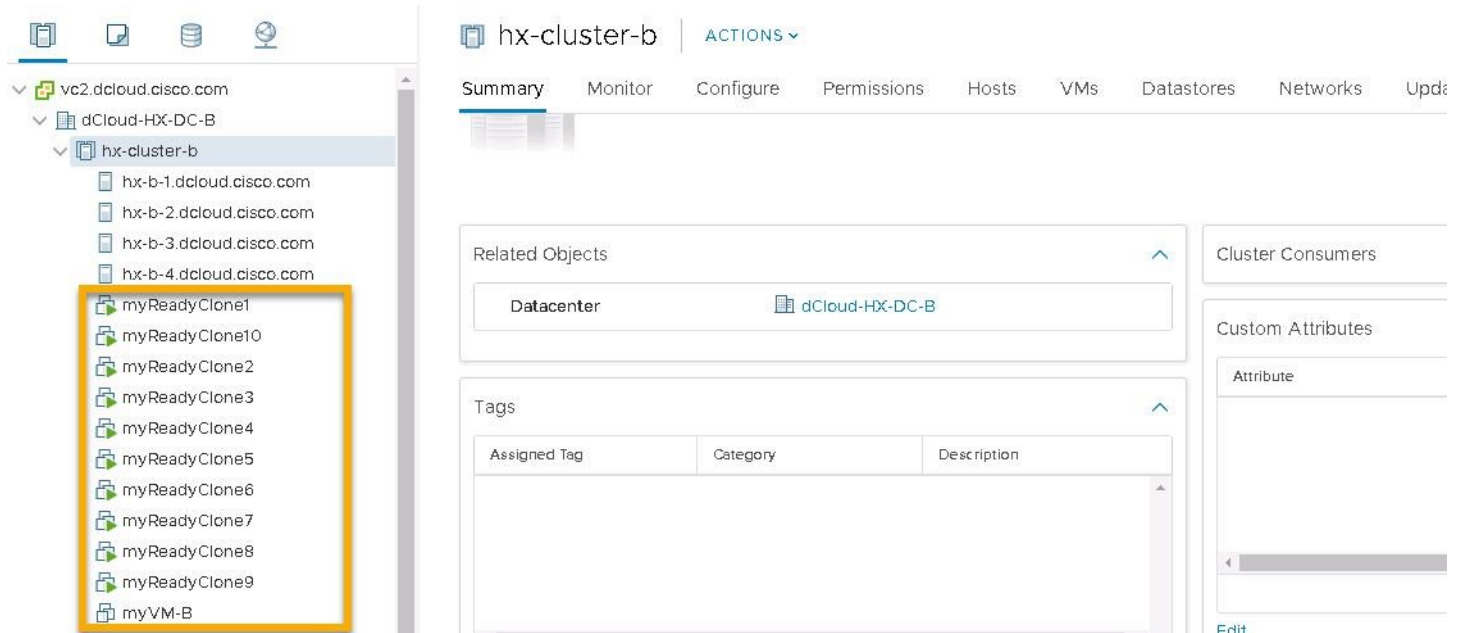 vc2.dcloud.cisco.com
dCloud-HX-DC-B
hx-cluster-b
hx-b-1.dcloud.cisco.com
hx-b-2.dcloud.cisco.com
hx-b-3.dcloud.cisco.com
hx-b-4.dcloud.cisco.com
myReadyClone1
myReadyClone10
myReadyClone2
myReadyClone3
myReadyClone4
myReadyClone5
myReadyClone6
myReadyClone7
myReadyClone8
myReadyClone9
myVM-B
hx-cluster-b ACTIONS
Summary Monitor Configure Permissions Hosts VMs Datastores Networks Upda
Related Objects
Datacenter dCloud-HX-DC-B
Tags
Assigned Tag Category Description
Cluster Consumers
Custom Attributes
Attribute
Edit